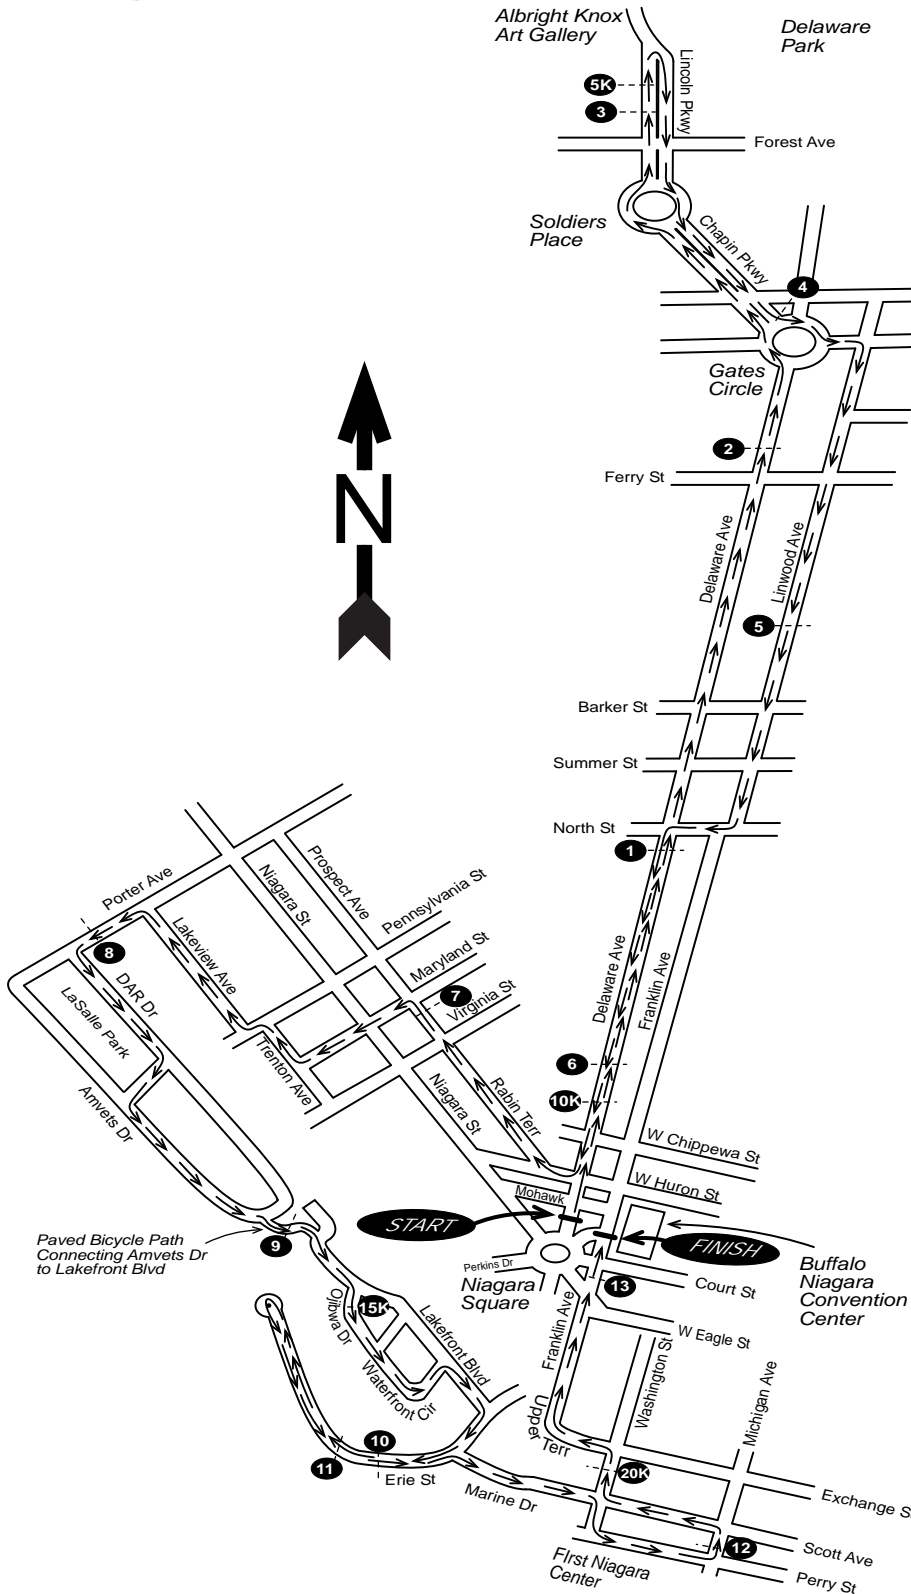 Albright Knox
Art Gallery
Delaware
Park
5K
3
Lincoln Pkwy
Forest Ave
Soldiers
Place
Chapin Pkwy
4
Gates
Circle
2
Ferry St
N
Delaware Ave
Linwood Ave
5
Barker St
Summer St
North St
1
Porter Ave
Niagara St
Prospect Ave
Pennsylvania St
Lakeview Ave
Maryland St
8
DAR Dr
7
Virginia St
LaSalle Park
Delaware Ave
Franklin Ave
Trenton Ave
Amvets Dr
Niagara St
Rabin Terr
6
10K
W Chippewa St
W Huron St
Mohawk
START
FINISH
Paved Bicycle Path
Connecting Amvets Dr
to Lakefront Blvd
9
Perkins Dr
Niagara
Square
13
Court St
Buffalo
Niagara
Convention
Center
Ojibwa Dr
15K
Lakefront Blvd
Franklin Ave
W Eagle St
Waterfront Cir
Washington St
Michigan Ave
Upper
Terr
10
11
Erie St
20K
Marine Dr
Exchange S
12
Scott Ave
FIrst Niagara
Center
Perry St